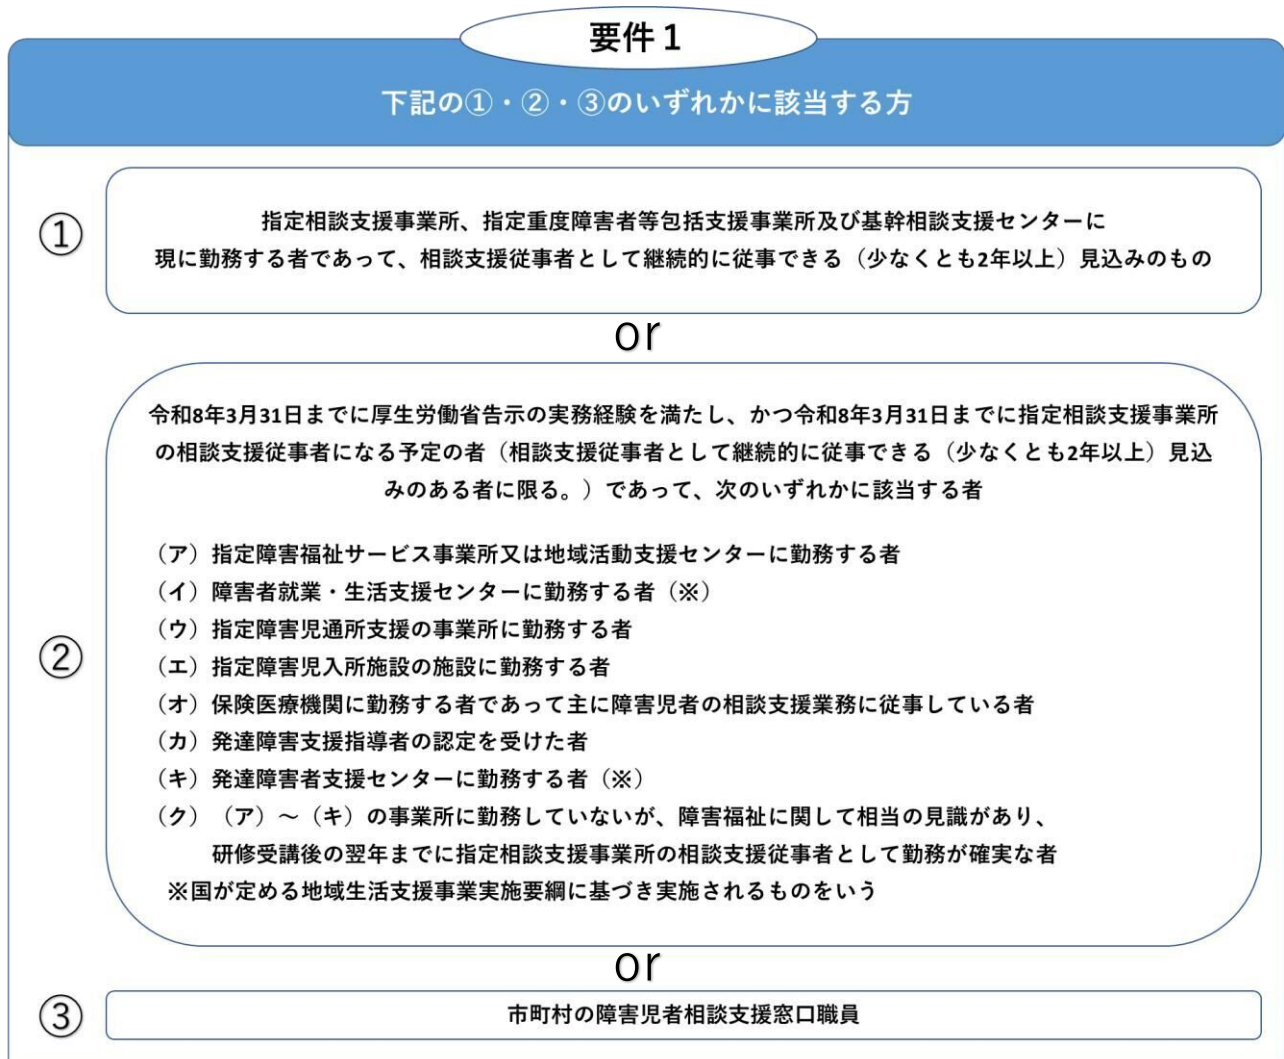 要件１
下記の①・②・③のいずれかに該当する方
①
指定相談支援事業所、指定重度障害者等包括支援事業所及び基幹相談支援センターに
現に勤務する者であって、相談支援従事者として継続的に従事できる（少なくとも2年以上）見込みのもの
or
②
令和8年3月31日までに厚生労働省告示の実務経験を満たし、かつ令和8年3月31日までに指定相談支援事業所
の相談支援従事者になる予定の者（相談支援従事者として継続的に従事できる（少なくとも2年以上）見込
みのある者に限る。）であって、次のいずれかに該当する者
（ア）指定障害福祉サービス事業所又は地域活動支援センターに勤務する者
（イ）障害者就業・生活支援センターに勤務する者（※）
（ウ）指定障害児通所支援の事業所に勤務する者
（エ）指定障害児入所施設の施設に勤務する者
（オ）保険医療機関に勤務する者であって主に障害児者の相談支援業務に従事している者
（カ）発達障害支援指導者の認定を受けた者
（キ）発達障害者支援センターに勤務する者（※）
（ク）（ア）～（キ）の事業所に勤務していないが、障害福祉に関して相当の見識があり、
研修受講後の翌年までに指定相談支援事業所の相談支援従事者として勤務が確実な者
※国が定める地域生活支援事業実施要綱に基づき実施されるものをいう
or
③
市町村の障害児者相談支援窓口職員